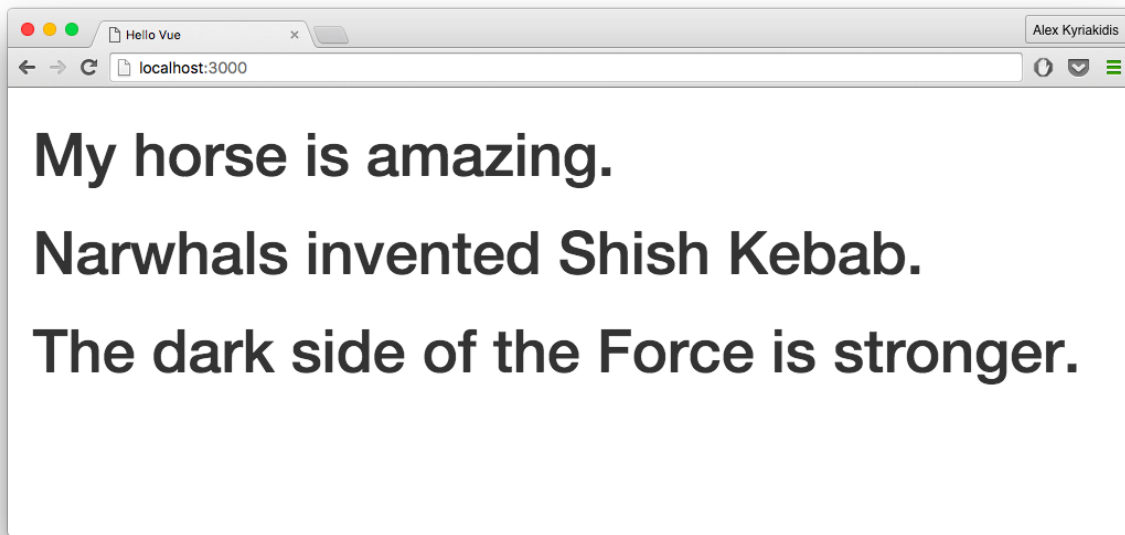 Hello Vue
Alex Kyriakidis
localhost:3000
My horse is amazing.
Narwhals invented Shish Kebab.
The dark side of the Force is stronger.